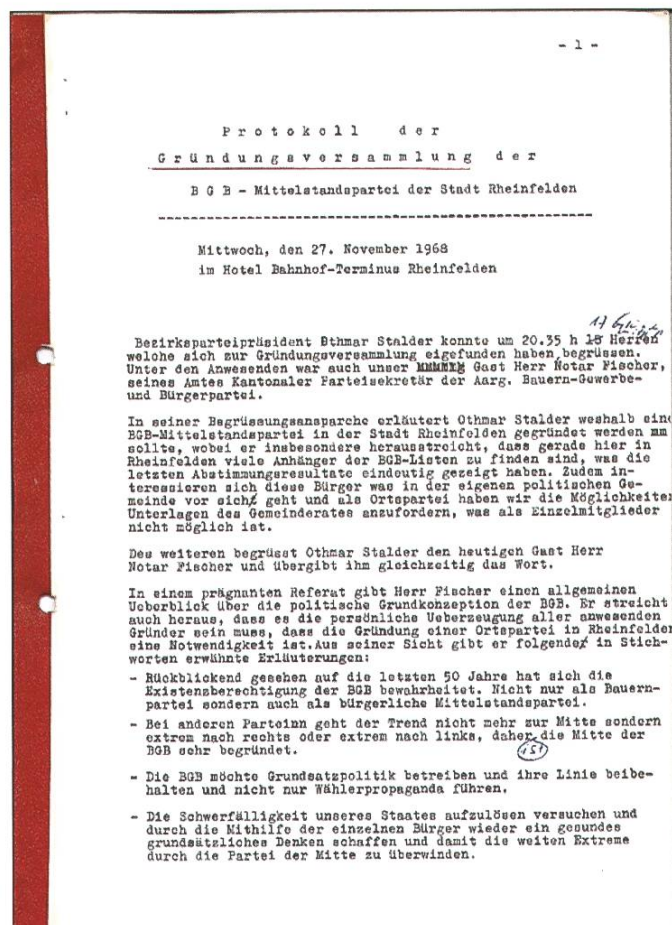 - 1 -
Protokoll der
Gründungsversammlung der
BGB - Mittelstandspartei der Stadt Rheinfelden
Mittwoch, den 27. November 1968
im Hotel Bahnhof-Terminus Rheinfelden
17
Bezirksparteipräsident Othmar Stalder konnte um 20.35 h Herren
welche sich zur Gründungsversammlung eigefunden haben, begrüssen.
Unter den Anwesenden war auch unser Gast Herr Notar Fischer,
seines Amtes Kantonaler Parteisekretär der Aarg. Bauern-Gewerbe-
und Bürgerpartei.
In seiner Begrüssungsansparche erläutert Othmar Stalder weshalb eine
BGB-Mittelstandspartei in der Stadt Rheinfelden gegründet werden mm
sollte, wobei er insbesondere herausstreicht, dass gerade hier in
Rheinfelden viele Anhänger der BGB-Listen zu finden sind, was die
letzten Abstimmungsresultate eindeutig gezeigt haben. Zudem in-
teressieren sich diese Bürger was in der eigenen politischen Ge-
meinde vor sich geht und als Ortspartei haben wir die Möglichkeiten
Unterlagen des Gemeinderates anzufordern, was als Einzelmitglieder
nicht möglich ist.
Des weiteren begrüsst Othmar Stalder den heutigen Gast Herr
Notar Fischer und übergibt ihm gleichzeitig das Wort.
In einem prägnanten Referat gibt Herr Fischer einen allgemeinen
Ueberblick über die politische Grundkonzeption der BGB. Er streicht
auch heraus, dass es die persönliche Ueberzeugung aller anwesenden
Gründer sein muss, dass die Gründung einer Ortspartei in Rheinfelden
eine Notwendigkeit ist.Aus seiner Sicht gibt er folgende in Stich-
worten erwähnte Erläuterungen:
- Rückblickend gesehen auf die letzten 50 Jahre hat sich die
Existenzberechtigung der BGB bewahrheitet. Nicht nur als Bauern-
partei sondern auch als bürgerliche Mittelstandspartei.
- Bei anderen Parteinn geht der Trend nicht mehr zur Mitte sondern
extrem nach rechts oder extrem nach links, daher die Mitte der
BGB sehr begründet. ist
- Die BGB möchte Grundsatzpolitik betreiben und ihre Linie beibe-
halten und nicht nur Wählerpropaganda führen.
- Die Schwerfälligkeit unseres Staates aufzulösen versuchen und
durch die Mithilfe der einzelnen Bürger wieder ein gesundes
grundsätzliches Denken schaffen und damit die weiten Extreme
durch die Partei der Mitte zu überwinden.